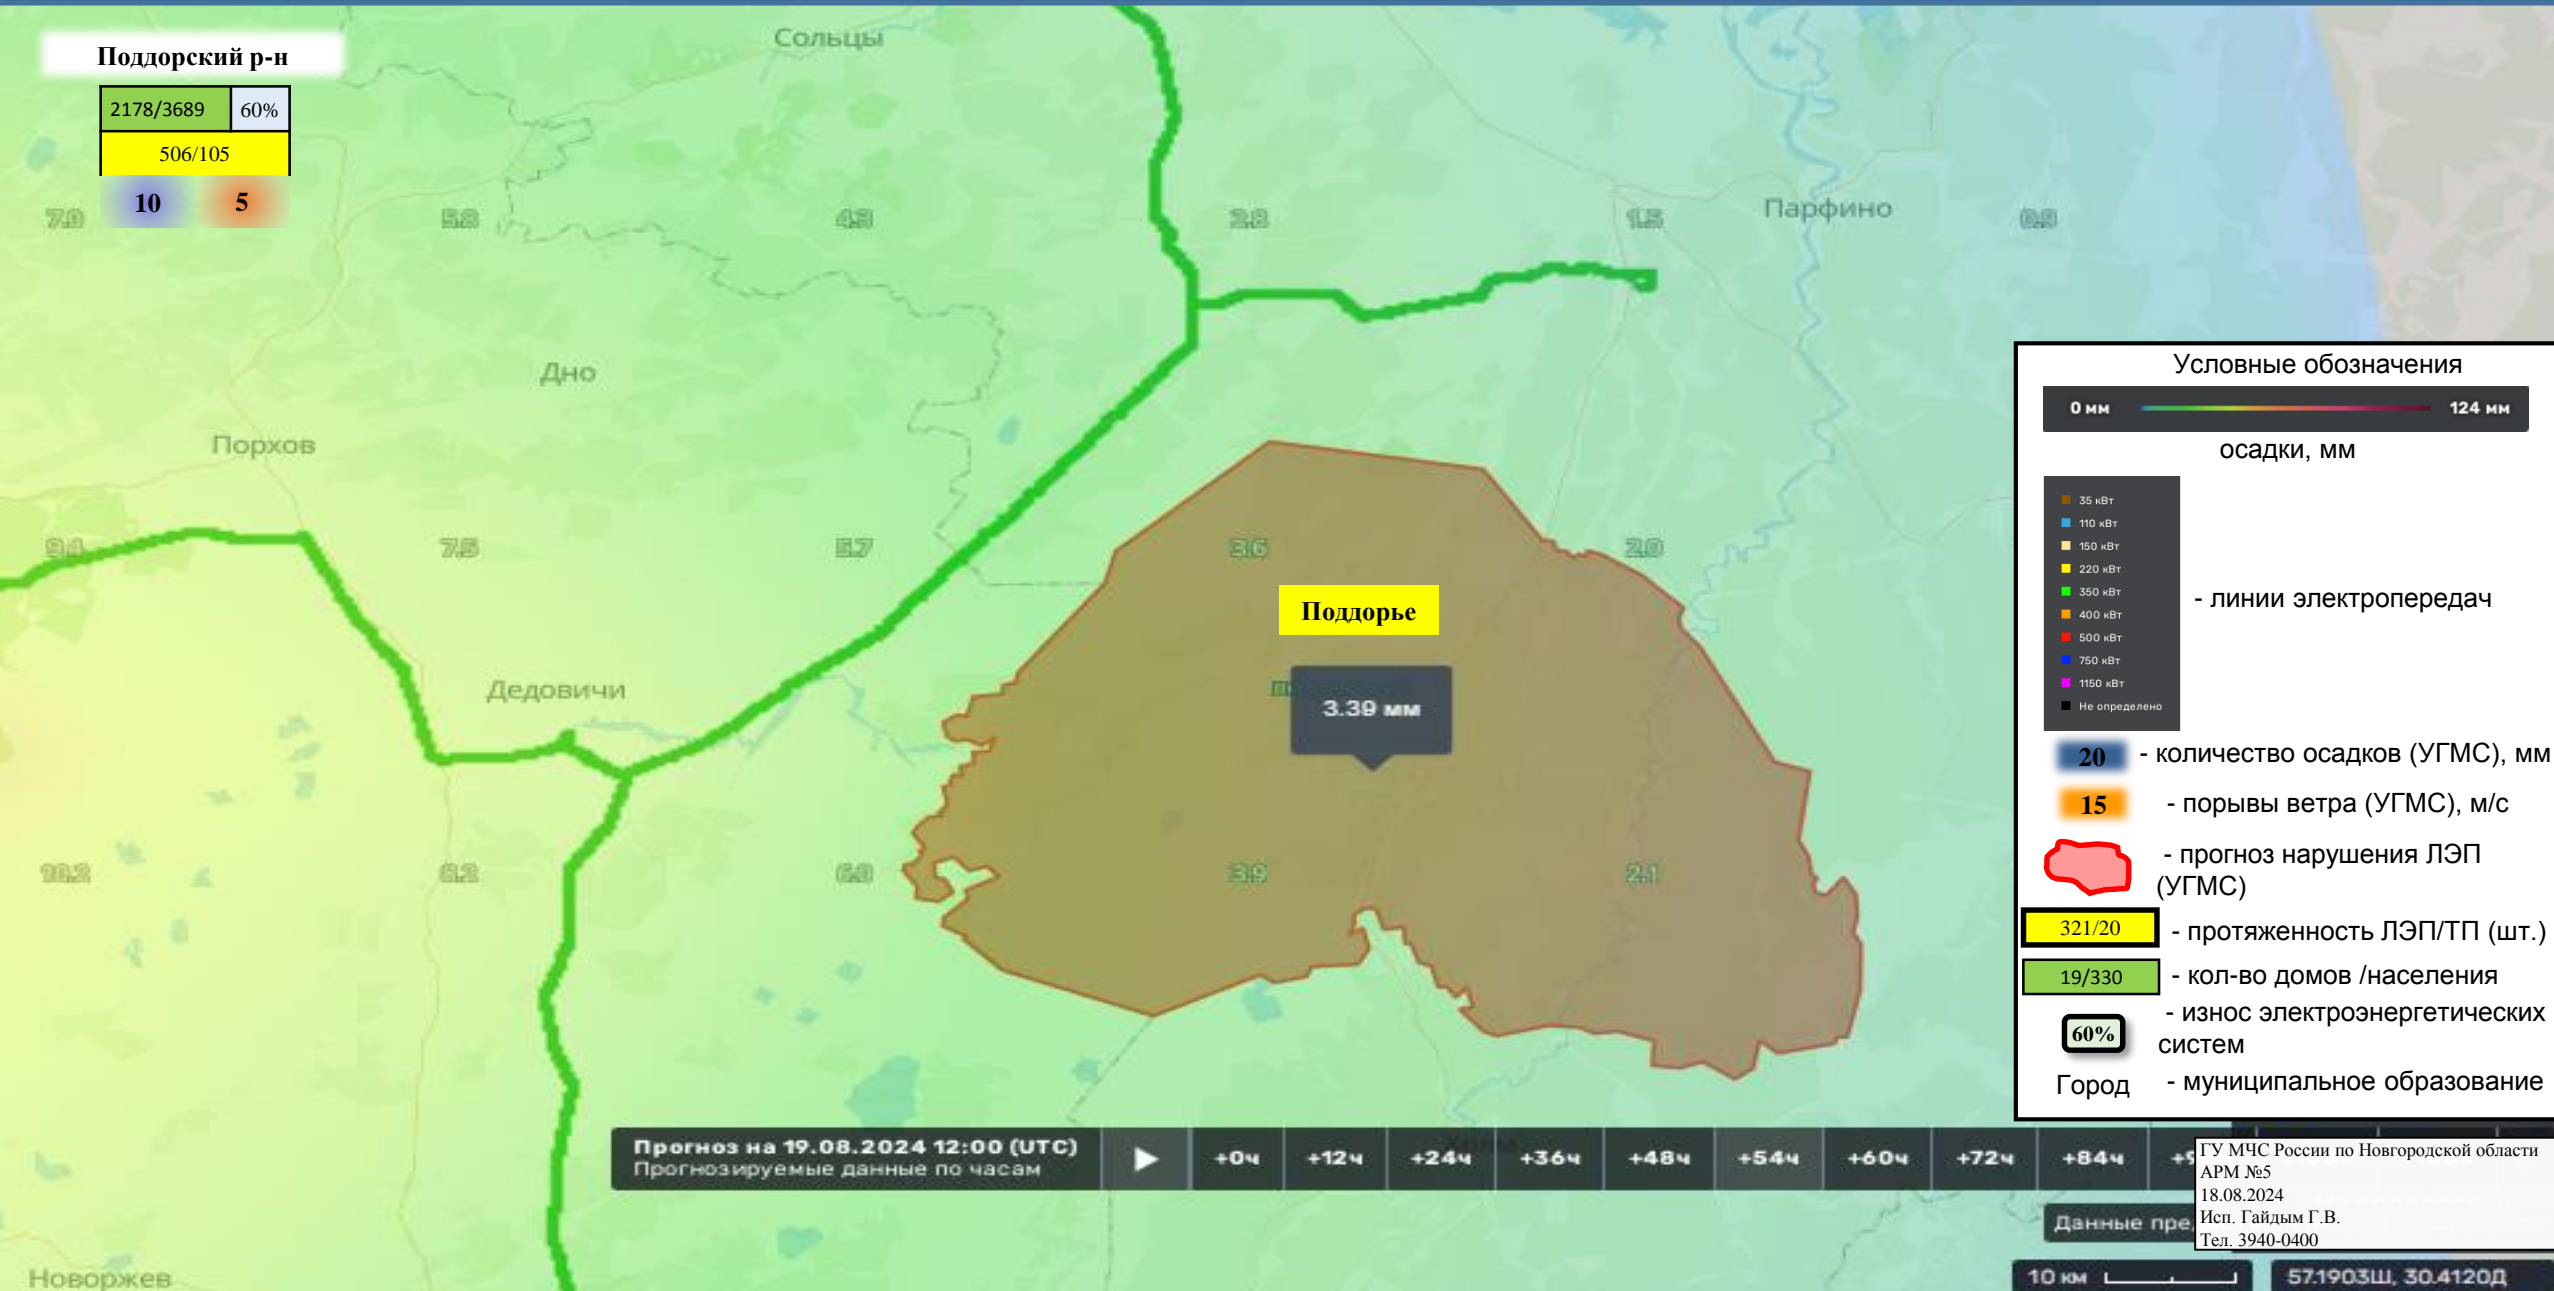 Сольцы
Поддорский р-н
2178/3689 60%
506/105
10 5
7.0 5.8 4.8 1.5 0.9
Парфино
Дно
Порхов
Условные обозначения
0 мм 124 мм
осадки, мм
35 кВт
110 кВт
150 кВт
220 кВт
350 кВт
400 кВт
500 кВт
750 кВт
1150 кВт
Не определено
- линии электропередач
9.4 7.5 5.7 3.6 2.0
Поддорье
Дедовичи
3.39 мм
20 - количество осадков (УГМС), мм
15 - порывы ветра (УГМС), м/с
- прогноз нарушения ЛЭП
(УГМС)
10.2 8.2 6.0 3.9 2.1
321/20 - протяженность ЛЭП/ТП (шт.)
19/330 - кол-во домов /населения
60% - износ электроэнергетических
систем
Город - муниципальное образование
Прогноз на 19.08.2024 12:00 (UTC)
Прогнозируемые данные по часам
+0ч +12ч +24ч +36ч +48ч +54ч +60ч +72ч +84ч
ГУ МЧС России по Новгородской области
АРМ №5
18.08.2024
Исп. Гайдым Г.В.
Тел. 3940-0400
Данные пре
Новоржев
10 км
57.1903Ш, 30.4120Д